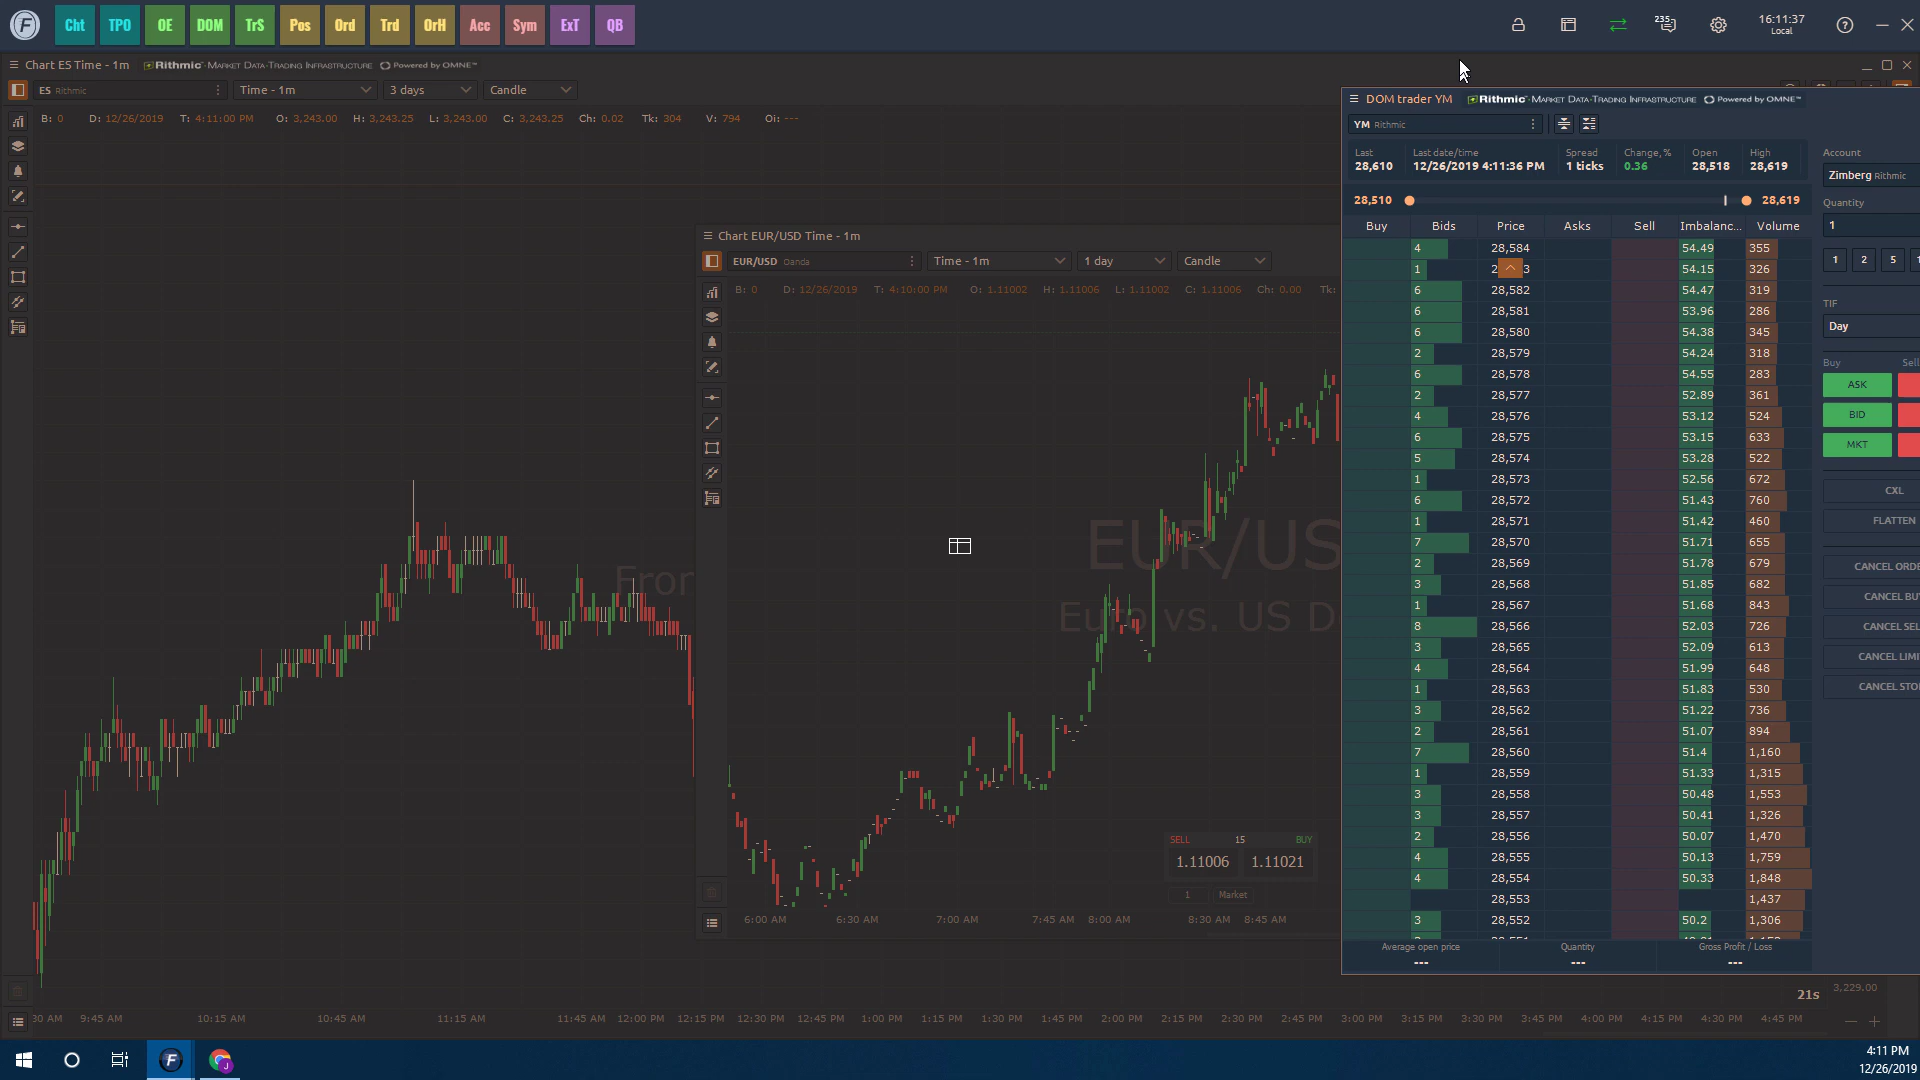 Cht TPO OE DOM TrS Pos Ord Trd OrH Acc Sym ExT QB
235
16:11:37
Local
Chart ES Time - 1m Rithmic MARKET DATA-TRADING INFRASTRUCTURE Powered by OMNE™
ES Rithmic Time - 1m 3 days Candle
B: 0 D: 12/26/2019 T: 4:11:00 PM O: 3,243.00 H: 3,243.25 L: 3,243.00 C: 3,243.25 Ch: 0.02 Tk: 304 V: 794 Oi: ---
Fron
9:45 AM 10:15 AM 10:45 AM 11:15 AM 11:45 AM 12:00 PM 12:15 PM 12:30 PM 12:45 PM 1:00 PM 1:15 PM 1:30 PM 1:45 PM 2:00 PM 2:15 PM 2:30 PM 2:45 PM 3:00 PM 3:15 PM 3:30 PM 3:45 PM 4:00 PM 4:15 PM 4:30 PM 4:45 PM
21s 3,229.00
Chart EUR/USD Time - 1m
EUR/USD Oanda Time - 1m 1 day Candle
B: 0 D: 12/26/2019 T: 4:10:00 PM O: 1.11002 H: 1.11006 L: 1.11002 C: 1.11006 Ch: 0.00 Tk:
EUR/US
Euro vs. US D
SELL 15 BUY
1.11006 1.11021
1 Market
6:00 AM 6:30 AM 7:00 AM 7:45 AM 8:00 AM 8:30 AM 8:45 AM
DOM trader YM Rithmic MARKET DATA-TRADING INFRASTRUCTURE Powered by OMNE™
YM Rithmic
Last Last date/time Spread Change, % Open High
28,610 12/26/2019 4:11:36 PM 1 ticks 0.36 28,518 28,619
28,510 28,619
Buy Bids Price Asks Sell Imbalanc... Volume
4 28,584 54.49 355
1 2 3 54.15 326
6 28,582 54.47 319
6 28,581 53.96 286
6 28,580 54.38 345
2 28,579 54.24 318
6 28,578 54.55 283
2 28,577 52.89 361
4 28,576 53.12 524
6 28,575 53.15 633
5 28,574 53.28 522
1 28,573 52.56 672
6 28,572 51.43 760
1 28,571 51.42 460
7 28,570 51.71 655
2 28,569 51.78 679
3 28,568 51.85 682
1 28,567 51.68 843
8 28,566 52.03 726
3 28,565 52.09 613
4 28,564 51.99 648
1 28,563 51.83 530
3 28,562 51.22 736
2 28,561 51.07 894
7 28,560 51.4 1,160
1 28,559 51.33 1,315
3 28,558 50.48 1,553
3 28,557 50.41 1,326
2 28,556 50.07 1,470
4 28,555 50.13 1,759
4 28,554 50.33 1,848
28,553 1,437
3 28,552 50.2 1,306
Average open price Quantity Gross Profit / Loss
--- --- ---
Account
Zimberg Rithmic
Quantity
1
1 2 5 1
TIF
Day
Buy Sell
ASK
BID
MKT
CXL
FLATTEN
CANCEL ORDE
CANCEL BU
CANCEL SEL
CANCEL LIMI
CANCEL STO
4:11 PM
12/26/2019